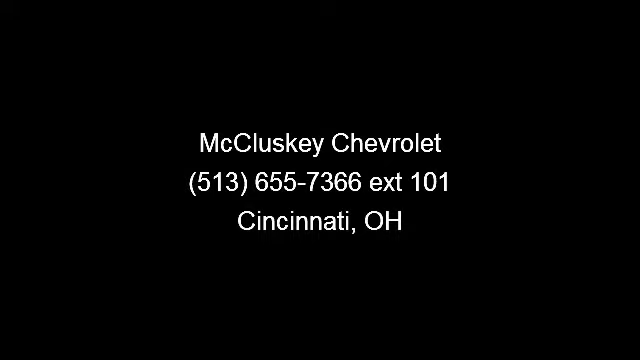 McCluskey Chevrolet
(513) 655-7366 ext 101
Cincinnati, OH